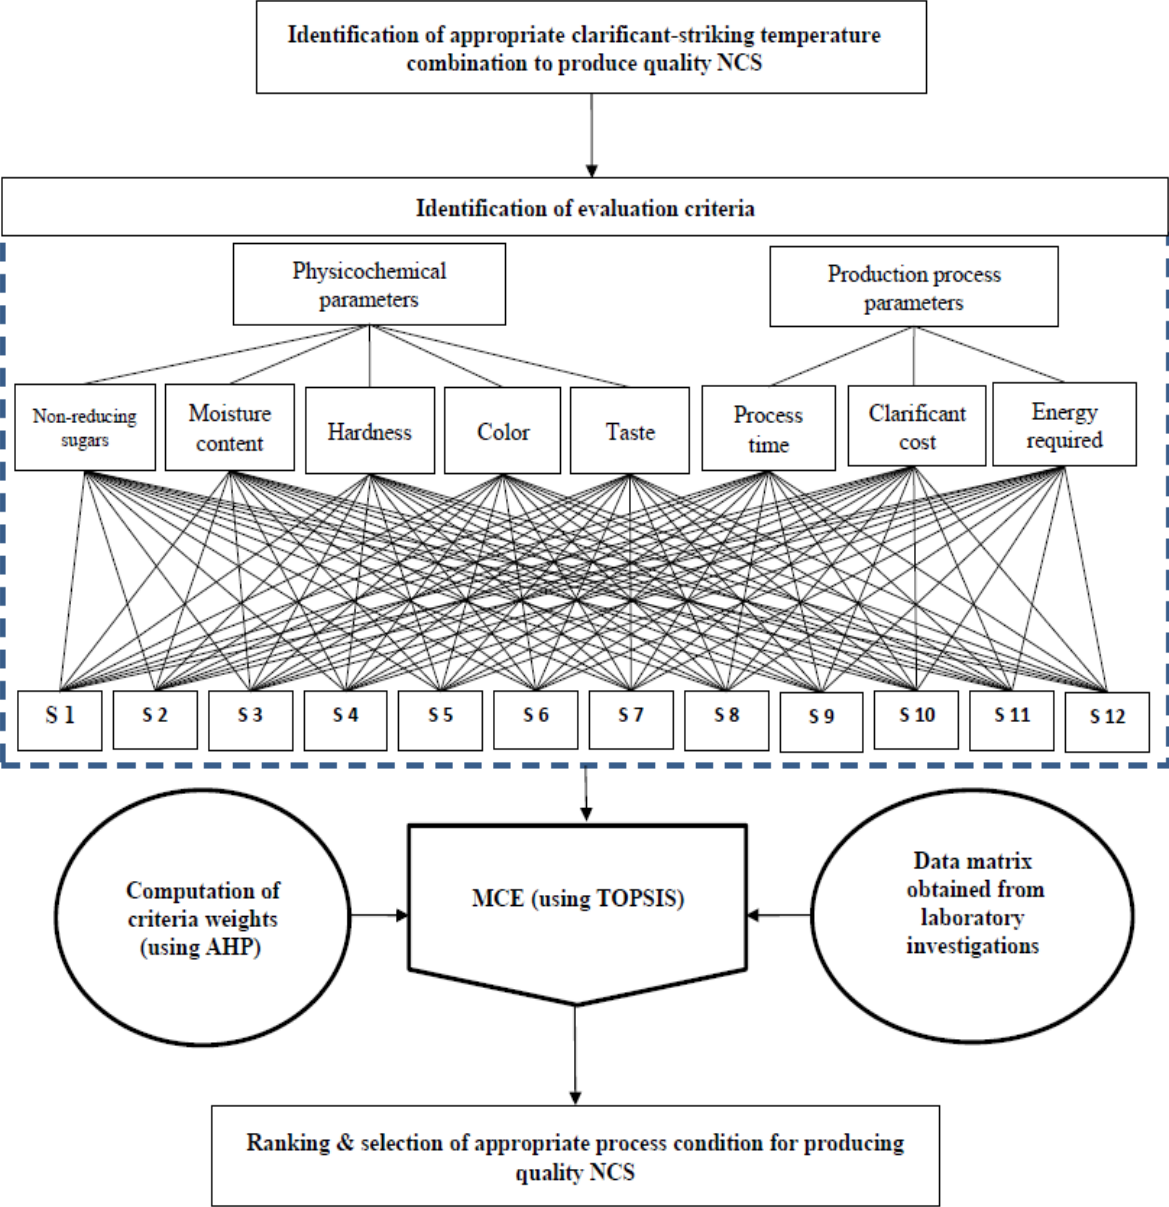 Identification of appropriate clarificant-striking temperature
combination to produce quality NCS
Identification of evaluation criteria
Physicochemical
parameters
Production process
parameters
Non-reducing
sugars
Moisture
content
Hardness
Color
Taste
Process
time
Clarificant
cost
Energy
required
S 1
S 2
S 3
S 4
S 5
S 6
S 7
S 8
S 9
S 10
S 11
S 12
Computation of
criteria weights
(using AHP)
MCE (using TOPSIS)
Data matrix
obtained from
laboratory
investigations
Ranking & selection of appropriate process condition for producing
quality NCS